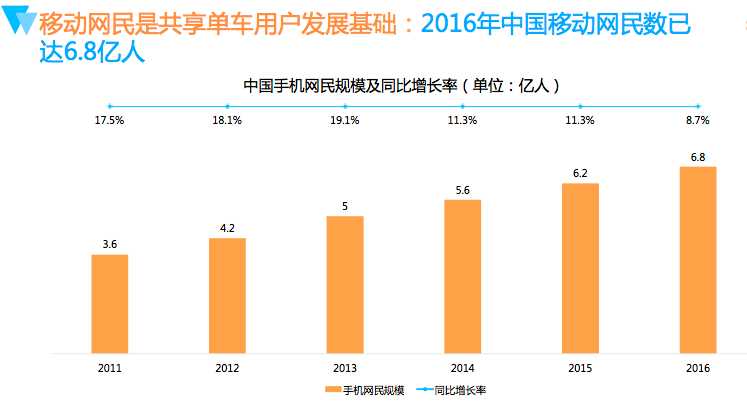 移动网民是共享单车用户发展基础：2016年中国移动网民数已
达6.8亿人
中国手机网民规模及同比增长率（单位：亿人）
17.5% 18.1% 19.1% 11.3% 11.3% 8.7%
3.6 4.2 5 5.6 6.2 6.8
2011 2012 2013 2014 2015 2016
手机网民规模 同比增长率